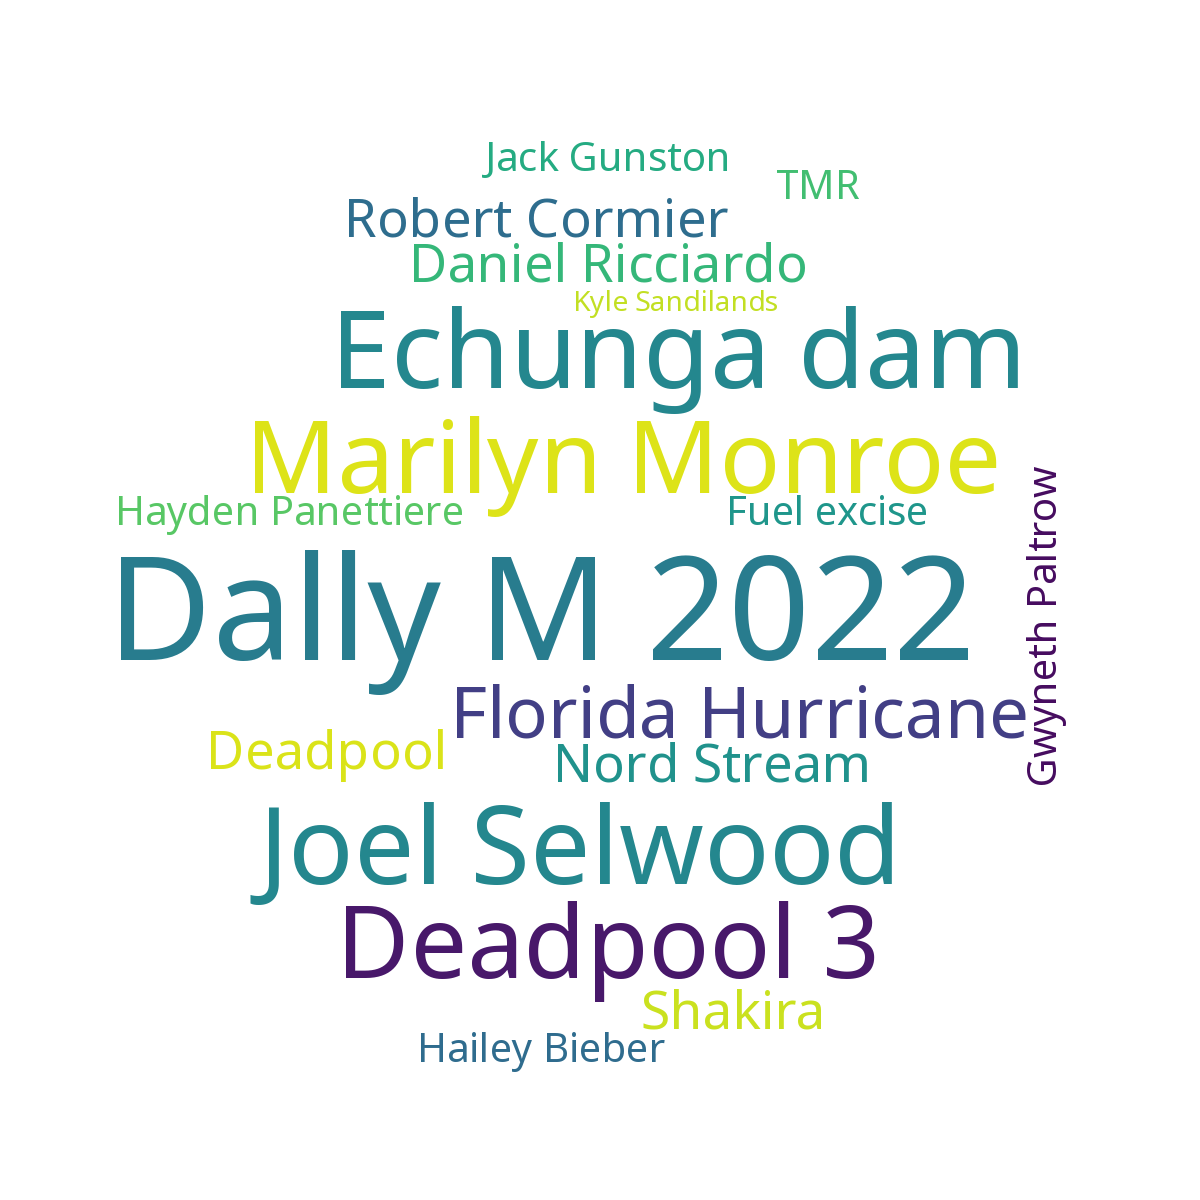 Jack Gunston
TMR
Robert Cormier
Daniel Ricciardo
Kyle Sandilands
Echunga dam
Marilyn Monroe
Hayden Panettiere
Fuel excise
Gwyneth Paltrow
Dally M 2022
Florida Hurricane
Deadpool
Nord Stream
Joel Selwood
Deadpool 3
Shakira
Hailey Bieber